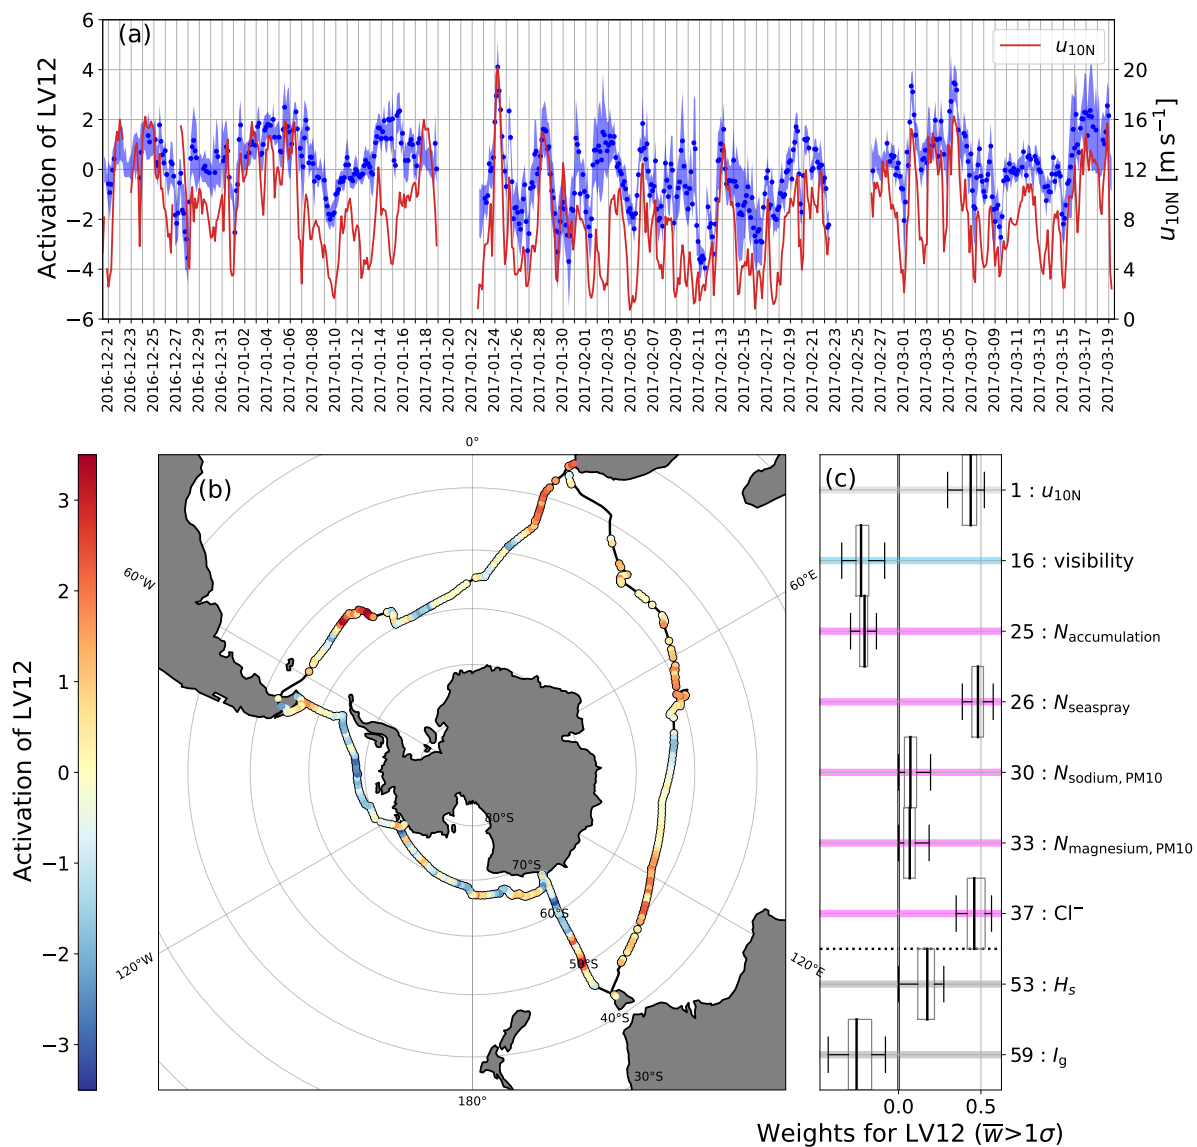 (a)
u10N
Activation of LV12
6
4
2
0
−2
−4
−6
20
16
12
8
4
0
u10N [m s−1]
2016-12-21
2016-12-23
2016-12-25
2016-12-27
2016-12-29
2016-12-31
2017-01-02
2017-01-04
2017-01-06
2017-01-08
2017-01-10
2017-01-12
2017-01-14
2017-01-16
2017-01-18
2017-01-20
2017-01-22
2017-01-24
2017-01-26
2017-01-28
2017-01-30
2017-02-01
2017-02-03
2017-02-05
2017-02-07
2017-02-09
2017-02-11
2017-02-13
2017-02-15
2017-02-17
2017-02-19
2017-02-21
2017-02-23
2017-02-25
2017-02-27
2017-03-01
2017-03-03
2017-03-05
2017-03-07
2017-03-09
2017-03-11
2017-03-13
2017-03-15
2017-03-17
2017-03-19
Activation of LV12
3
2
1
0
−1
−2
−3
(b)
0°
60°W
60°E
120°W
120°E
180°
80°S
70°S
60°S
50°S
40°S
30°S
(c)
1 : u10N
16 : visibility
25 : Naccumulation
26 : Nseaspray
30 : Nsodium, PM10
33 : Nmagnesium, PM10
37 : Cl−
53 : Hs
59 : Ig
0.0
0.5
Weights for LV12 (w̅>1σ)